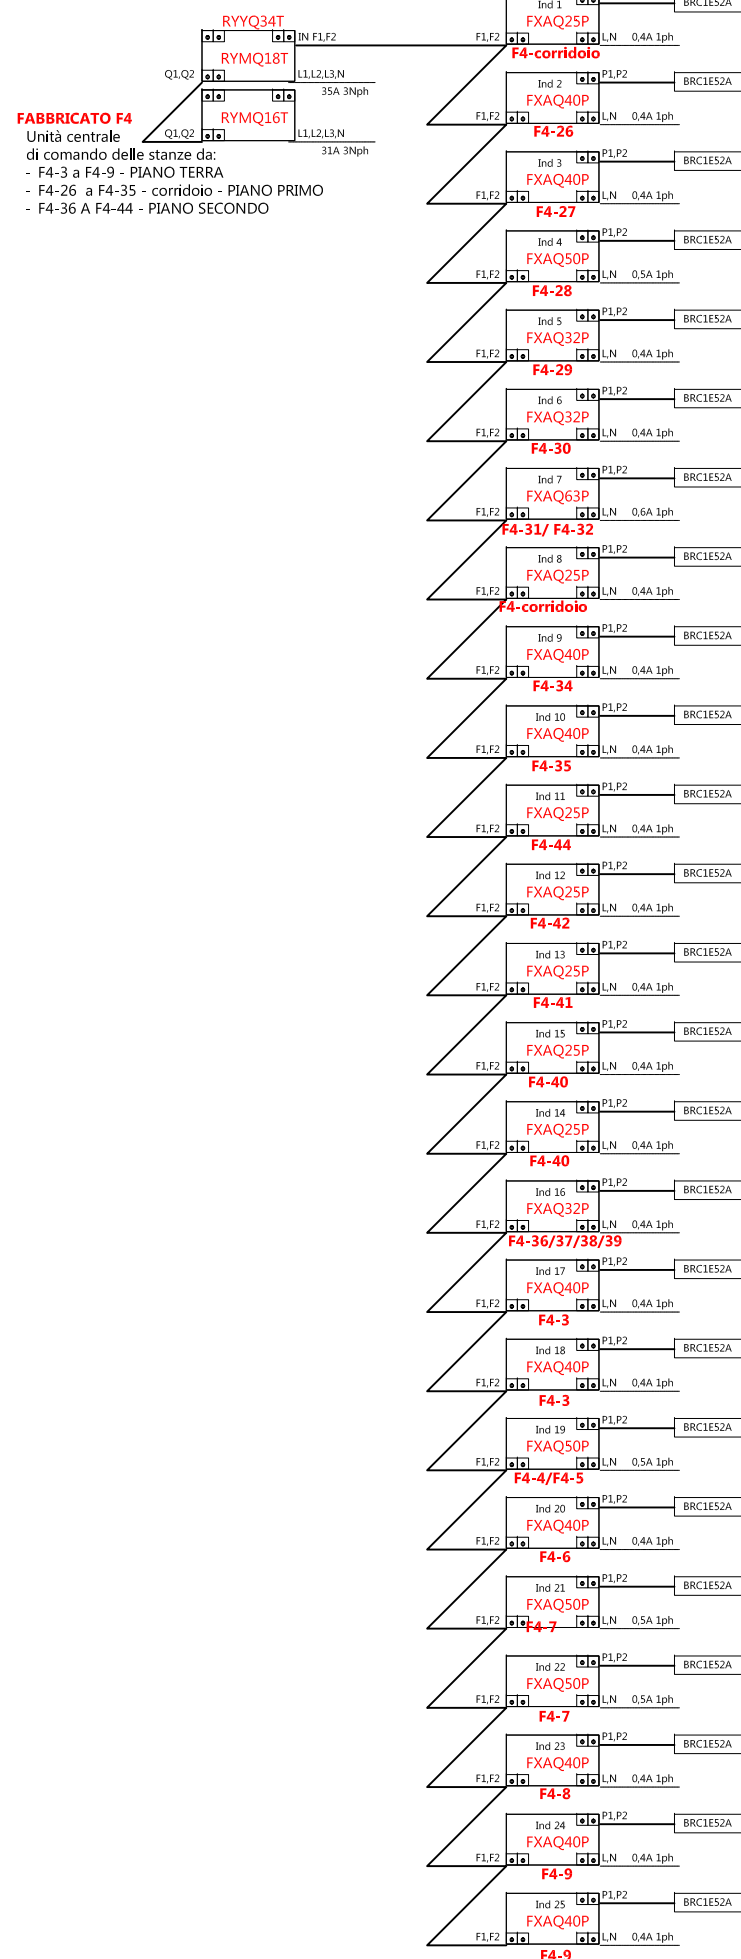 RYYQ34T
IN F1,F2
RYMQ18T
Q1,Q2
L1,L2,L3,N
35A 3Nph
RYMQ16T
Q1,Q2
L1,L2,L3,N
31A 3Nph
FABBRICATO F4
Unità centrale
di comando delle stanze da:
- F4-3 a F4-9 - PIANO TERRA
- F4-26 a F4-35 - corridoio - PIANO PRIMO
- F4-36 A F4-44 - PIANO SECONDO
Ind 1
BRC1E52A
FXAQ25P
F1,F2
L,N 0,4A 1ph
F4-corridoio
Ind 2
P1,P2
BRC1E52A
FXAQ40P
F1,F2
L,N 0,4A 1ph
F4-26
Ind 3
P1,P2
BRC1E52A
FXAQ40P
F1,F2
L,N 0,4A 1ph
F4-27
Ind 4
P1,P2
BRC1E52A
FXAQ50P
F1,F2
L,N 0,5A 1ph
F4-28
Ind 5
P1,P2
BRC1E52A
FXAQ32P
F1,F2
L,N 0,4A 1ph
F4-29
Ind 6
P1,P2
BRC1E52A
FXAQ32P
F1,F2
L,N 0,4A 1ph
F4-30
Ind 7
P1,P2
BRC1E52A
FXAQ63P
F1,F2
L,N 0,6A 1ph
F4-31/ F4-32
Ind 8
P1,P2
BRC1E52A
FXAQ25P
F1,F2
L,N 0,4A 1ph
F4-corridoio
Ind 9
P1,P2
BRC1E52A
FXAQ40P
F1,F2
L,N 0,4A 1ph
F4-34
Ind 10
P1,P2
BRC1E52A
FXAQ40P
F1,F2
L,N 0,4A 1ph
F4-35
Ind 11
P1,P2
BRC1E52A
FXAQ25P
F1,F2
L,N 0,4A 1ph
F4-44
Ind 12
P1,P2
BRC1E52A
FXAQ25P
F1,F2
L,N 0,4A 1ph
F4-42
Ind 13
P1,P2
BRC1E52A
FXAQ25P
F1,F2
L,N 0,4A 1ph
F4-41
Ind 15
P1,P2
BRC1E52A
FXAQ25P
F1,F2
L,N 0,4A 1ph
F4-40
Ind 14
P1,P2
BRC1E52A
FXAQ25P
F1,F2
L,N 0,4A 1ph
F4-40
Ind 16
P1,P2
BRC1E52A
FXAQ32P
F1,F2
L,N 0,4A 1ph
F4-36/37/38/39
Ind 17
P1,P2
BRC1E52A
FXAQ40P
F1,F2
L,N 0,4A 1ph
F4-3
Ind 18
P1,P2
BRC1E52A
FXAQ40P
F1,F2
L,N 0,4A 1ph
F4-3
Ind 19
P1,P2
BRC1E52A
FXAQ50P
F1,F2
L,N 0,5A 1ph
F4-4/F4-5
Ind 20
P1,P2
BRC1E52A
FXAQ40P
F1,F2
L,N 0,4A 1ph
F4-6
Ind 21
P1,P2
BRC1E52A
FXAQ50P
F1,F2
L,N 0,5A 1ph
F4-7
Ind 22
P1,P2
BRC1E52A
FXAQ50P
F1,F2
L,N 0,5A 1ph
F4-7
Ind 23
P1,P2
BRC1E52A
FXAQ40P
F1,F2
L,N 0,4A 1ph
F4-8
Ind 24
P1,P2
BRC1E52A
FXAQ40P
F1,F2
L,N 0,4A 1ph
F4-9
Ind 25
P1,P2
BRC1E52A
FXAQ40P
F1,F2
L,N 0,4A 1ph
F4-9